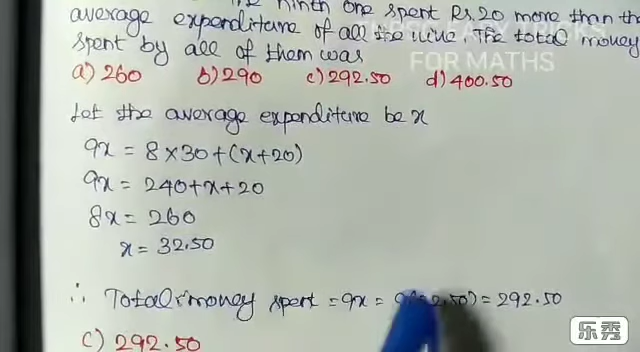 The ninth one spent Rs.20 more than the
average expenditure of all the nine. The total money
spent by all of them was
FOR MATHS
a) 260 b) 290 c) 292.50 d) 400.50
Let the average expenditure be x
9x = 8×30+(x+20)
9x = 240+x+20
8x = 260
x = 32.50
∴ Total money spent = 9x = = 292.50
c) 292.50
乐秀